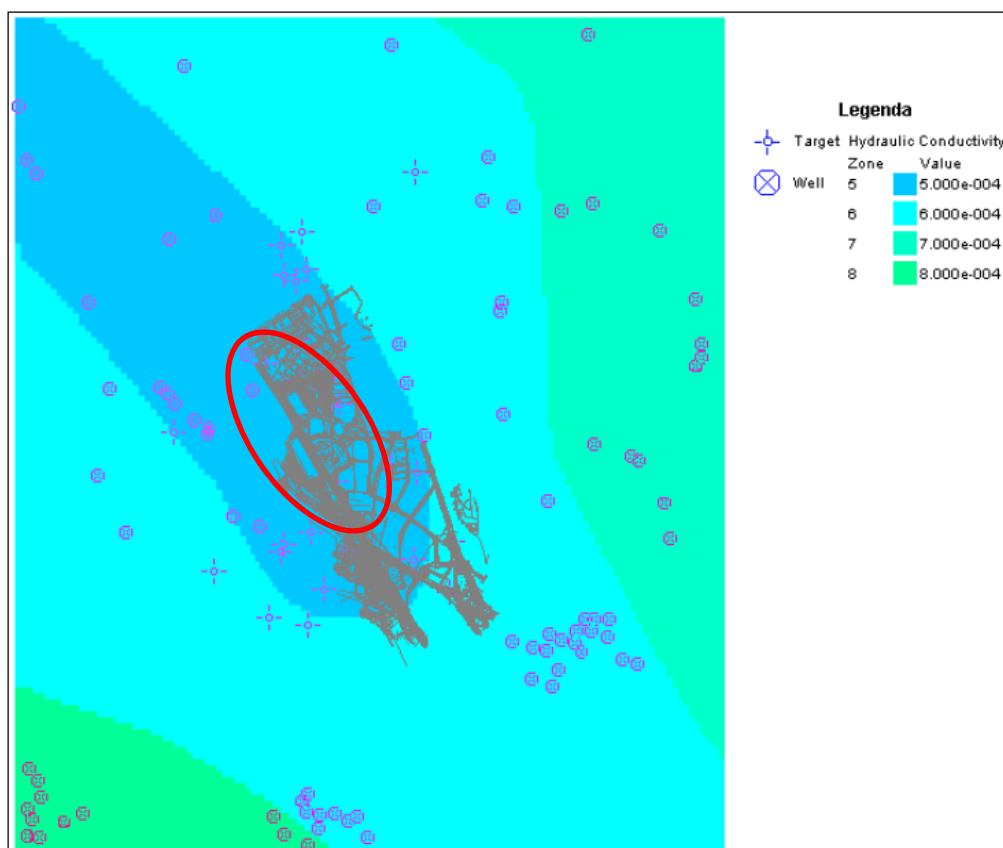 Legenda
Target Hydraulic Conductivity
Zone Value
Well 5 5.000e-004
6 6.000e-004
7 7.000e-004
8 8.000e-004